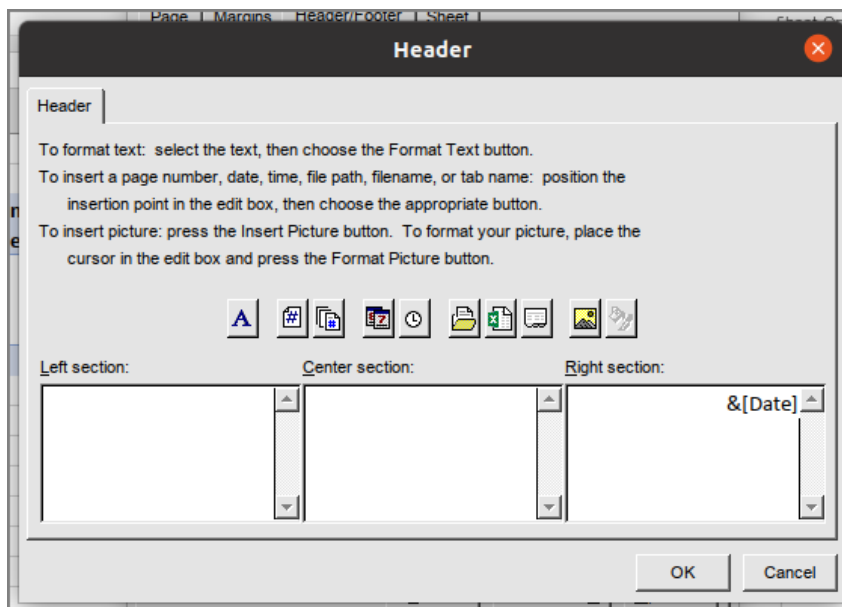 Page Margins Header/Footer Sheet
Header
Header
To format text: select the text, then choose the Format Text button.
To insert a page number, date, time, file path, filename, or tab name: position the
insertion point in the edit box, then choose the appropriate button.
To insert picture: press the Insert Picture button. To format your picture, place the
cursor in the edit box and press the Format Picture button.
A
Left section:
Center section:
Right section:
&[Date]
OK Cancel